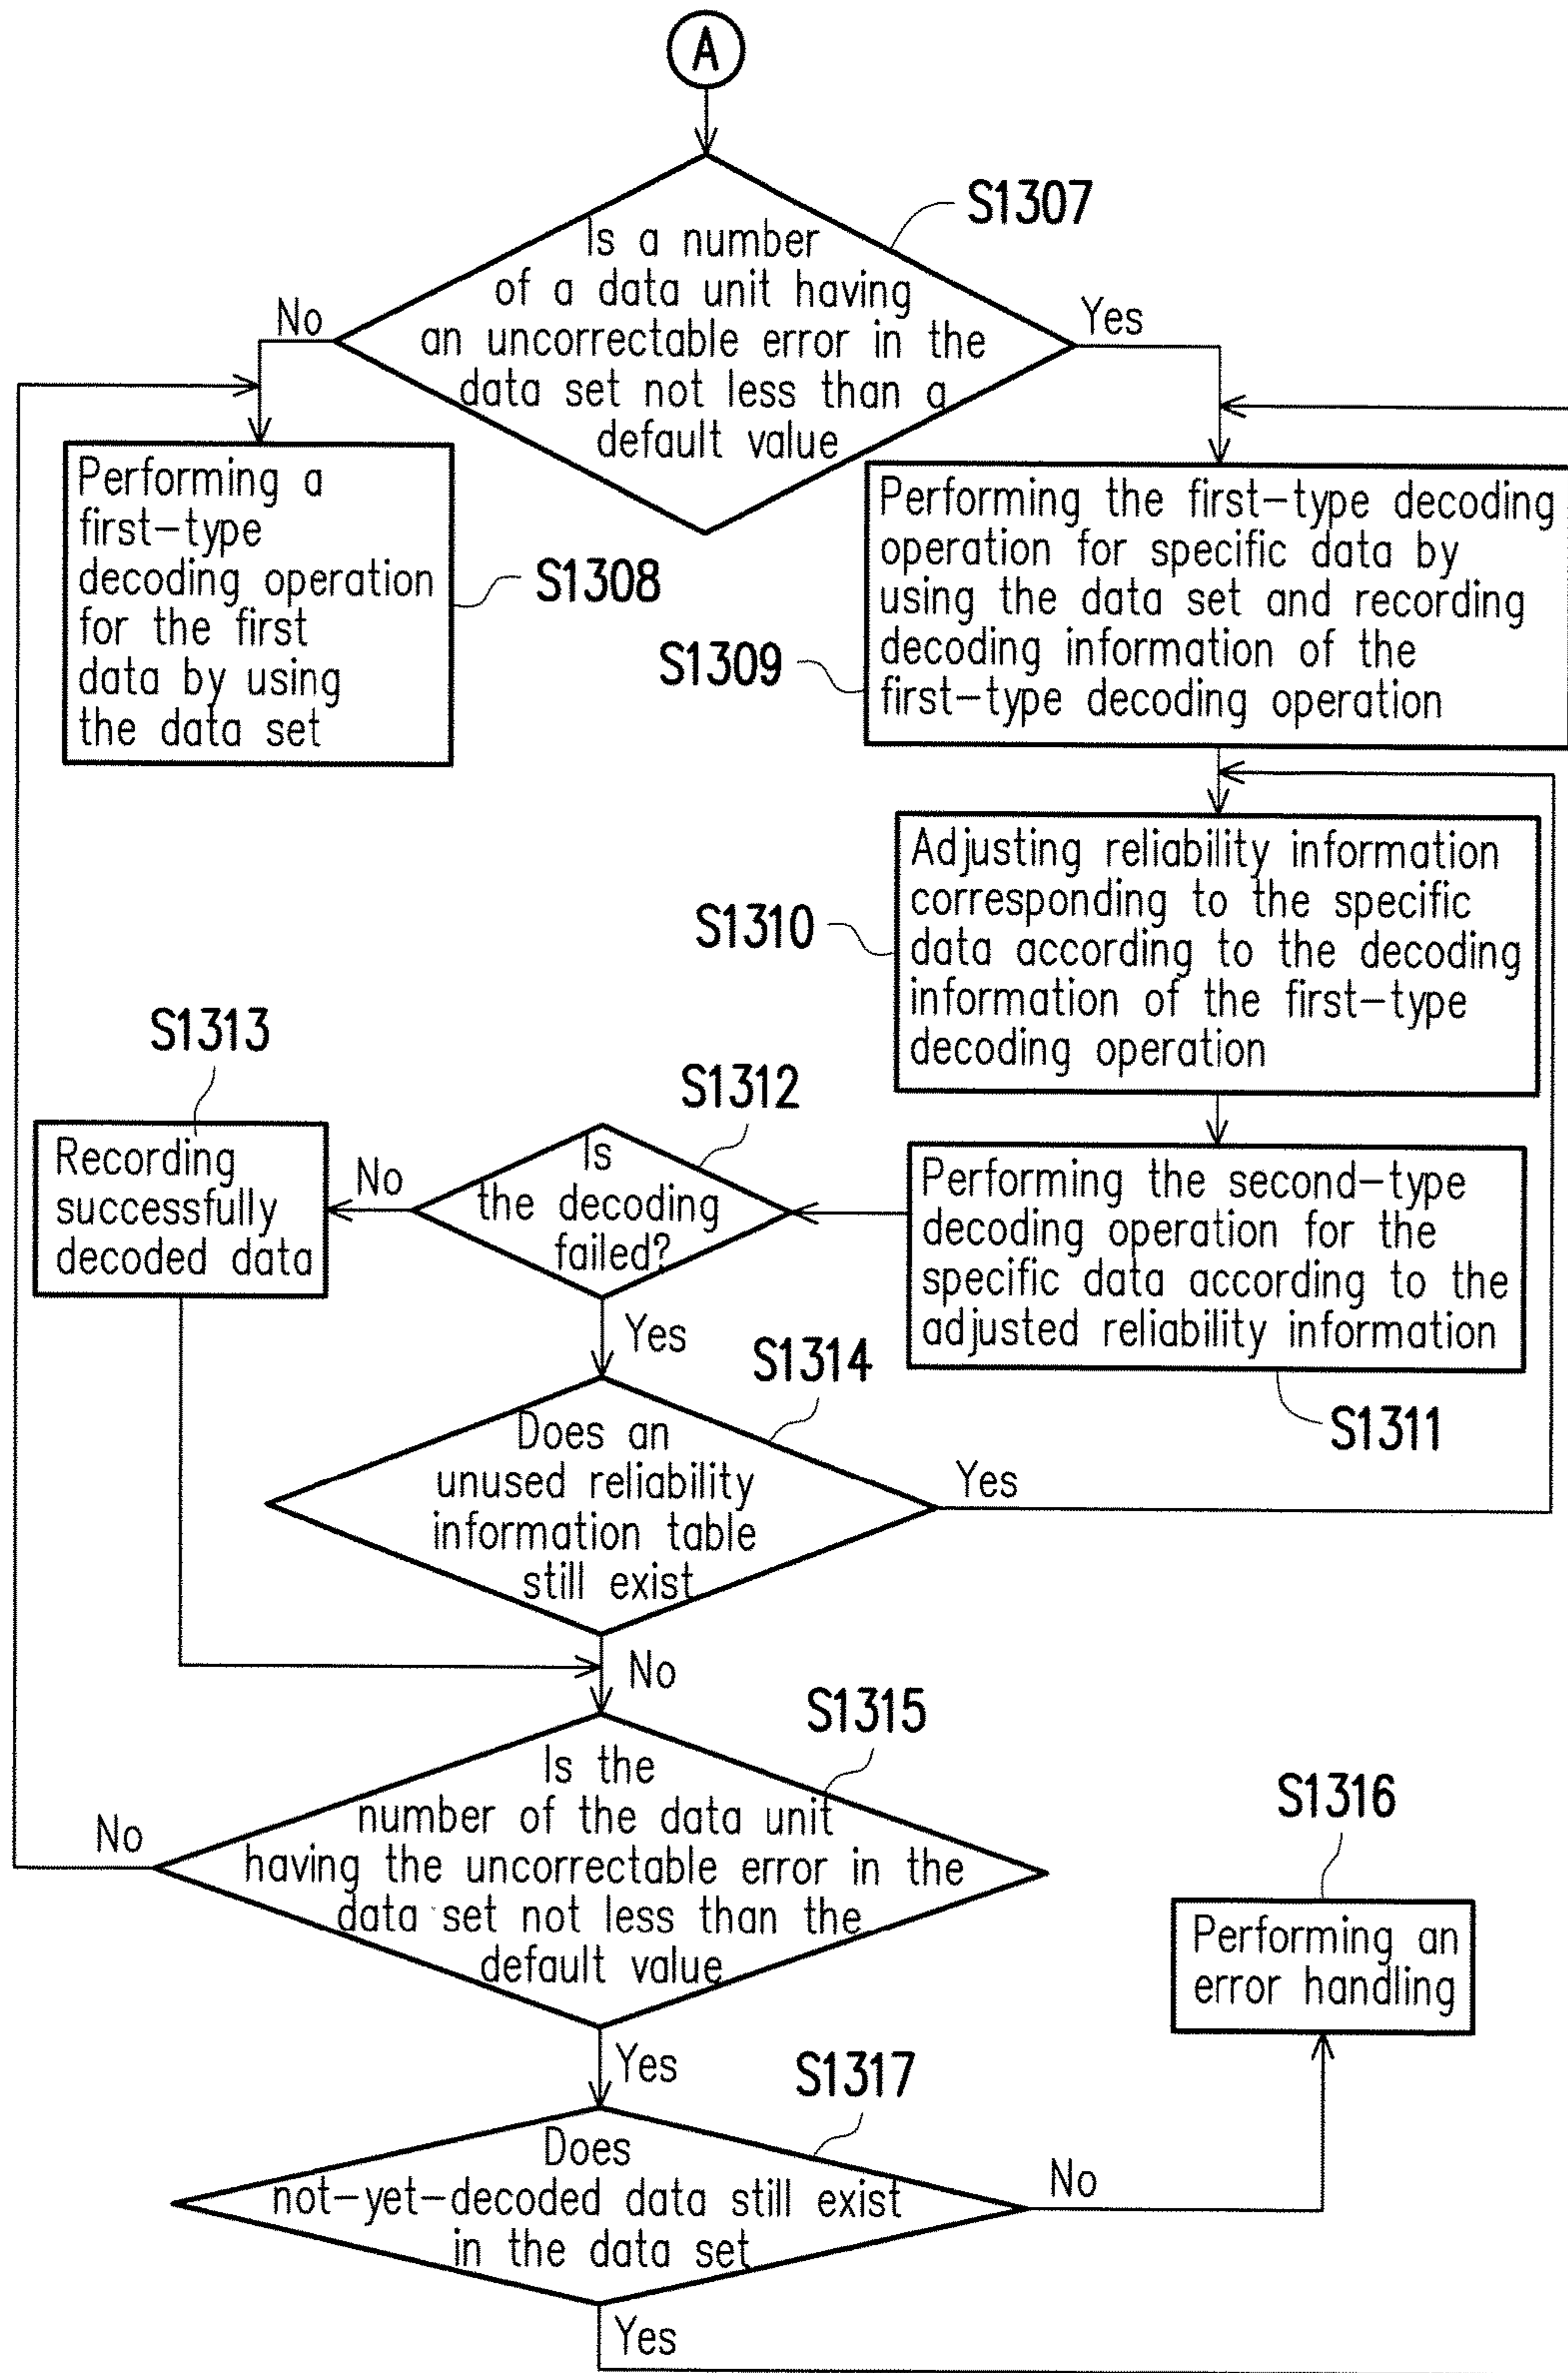 A
S1307
Is a number
of a data unit having
an uncorrectable error in the
data set not less than a
default value
No
Yes
Performing a
first-type
decoding operation
for the first
data by using
the data set
S1308
Performing the first-type decoding
operation for specific data by
using the data set and recording
decoding information of the
first-type decoding operation
S1309
Adjusting reliability information
corresponding to the specific
data according to the decoding
information of the first-type
decoding operation
S1310
Performing the second-type
decoding operation for the
specific data according to the
adjusted reliability information
S1311
S1312
Is
the decoding
failed?
No
Yes
S1313
Recording
successfully
decoded data
S1314
Does an
unused reliability
information table
still exist
Yes
No
S1315
Is the
number of the data unit
having the uncorrectable error in the
data set not less than the
default value
No
Yes
S1316
Performing an
error handling
S1317
Does
not-yet-decoded data still exist
in the data set
No
Yes